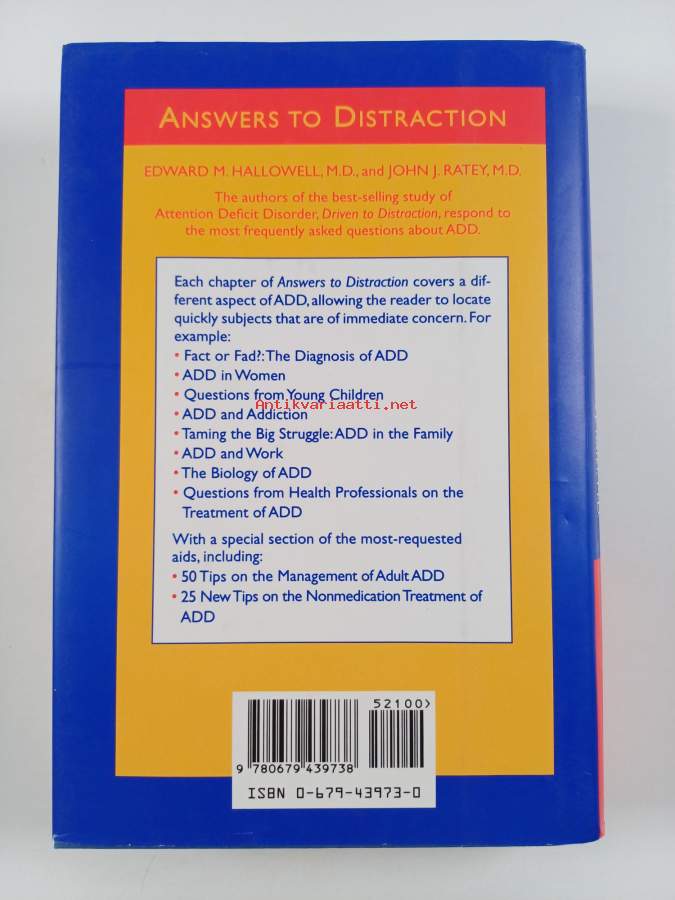 ANSWERS TO DISTRACTION
EDWARD M. HALLOWELL, M.D., and JOHN J. RATEY, M.D.
The authors of the best-selling study of
Attention Deficit Disorder, Driven to Distraction, respond to
the most frequently asked questions about ADD.
Each chapter of Answers to Distraction covers a dif-
ferent aspect of ADD, allowing the reader to locate
quickly subjects that are of immediate concern. For
example:
• Fact or Fad?: The Diagnosis of ADD
• ADD in Women
• Questions from Young Children
Antikvariaatti.net
• ADD and Addiction
• Taming the Big Struggle: ADD in the Family
• ADD and Work
• The Biology of ADD
• Questions from Health Professionals on the
Treatment of ADD
With a special section of the most-requested
aids, including:
• 50 Tips on the Management of Adult ADD
• 25 New Tips on the Nonmedication Treatment of
ADD
52100>
9 780679 439738
ISBN 0-679-43973-0